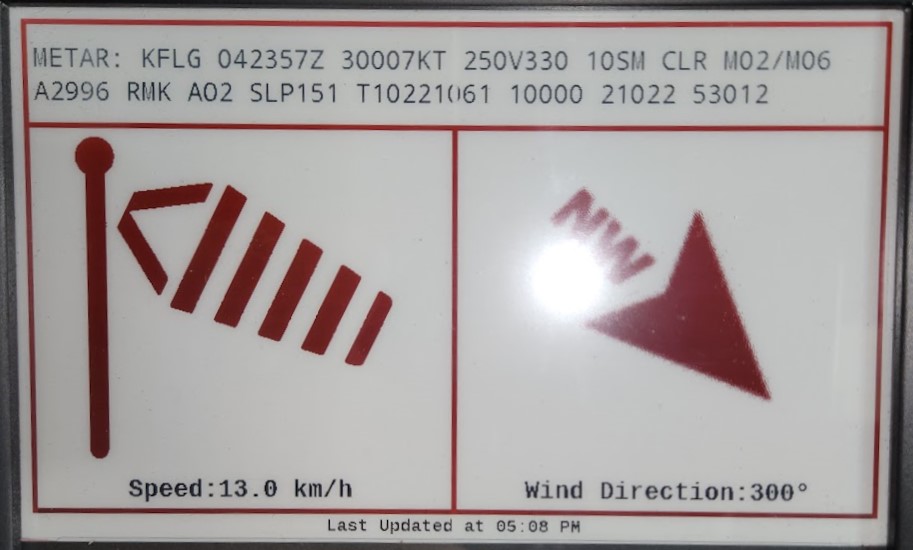 METAR: KFLG 042357Z 30007KT 250V330 10SM CLR M02/M06
A2996 RMK AO2 SLP151 T10221061 10000 21022 53012
NW
Speed:13.0 km/h
Wind Direction:300°
Last Updated at 05:08 PM